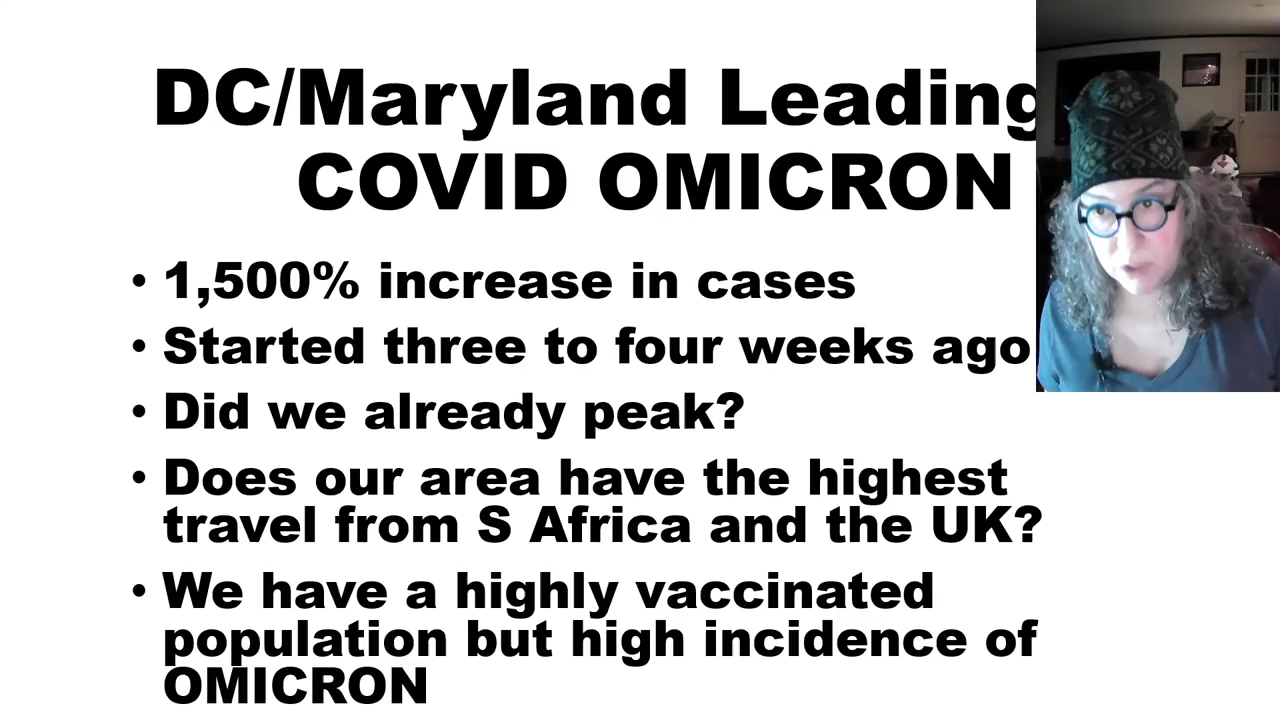 DC/Maryland Leading
COVID OMICRON
• 1,500% increase in cases
• Started three to four weeks ago
• Did we already peak?
• Does our area have the highest
travel from S Africa and the UK?
• We have a highly vaccinated
population but high incidence of
OMICRON